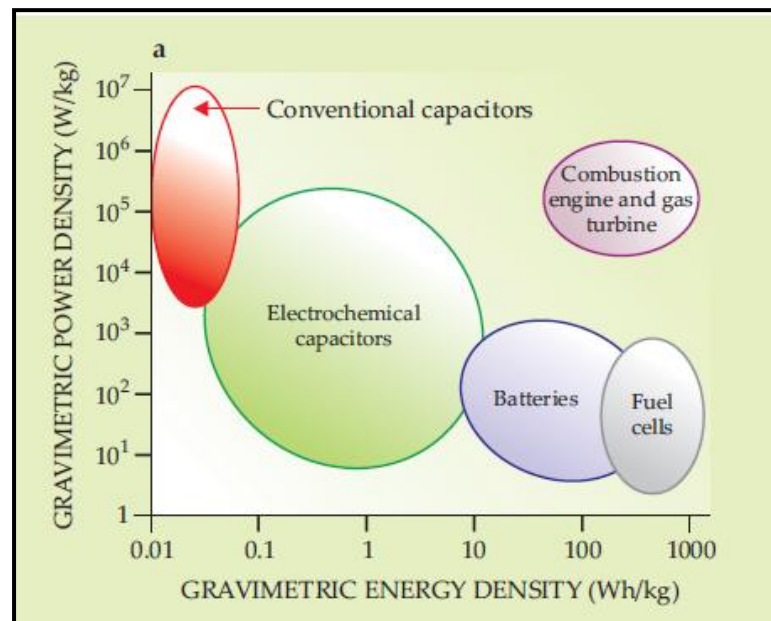 a
GRAVIMETRIC POWER DENSITY (W/kg)
10⁷
10⁶
10⁵
10⁴
10³
10²
10¹
1
Conventional capacitors
Combustion
engine and gas
turbine
Electrochemical
capacitors
Batteries
Fuel
cells
0.01 0.1 1 10 100 1000
GRAVIMETRIC ENERGY DENSITY (Wh/kg)